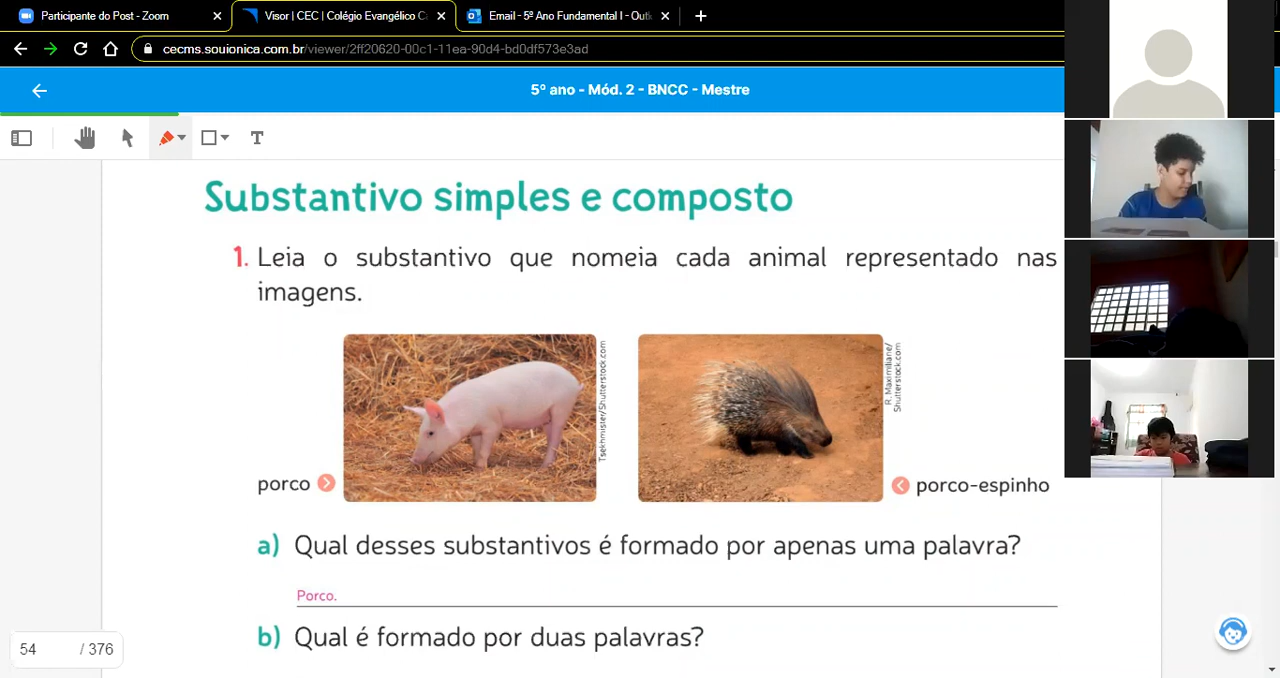 Participante do Post - Zoom
Visor | CEC | Colégio Evangélico C
Email - 5º Ano Fundamental I - Outl
cecms.souionica.com.br/viewer/2ff20620-00c1-11ea-90d4-bd0df573e3ad
5º ano - Mód. 2 - BNCC - Mestre
T
Substantivo simples e composto
1. Leia o substantivo que nomeia cada animal representado nas
imagens.
Tsekhmister/Shutterstock.com
R. Maximiliane/
Shutterstock.com
porco
porco-espinho
a) Qual desses substantivos é formado por apenas uma palavra?
Porco.
b) Qual é formado por duas palavras?
54 / 376